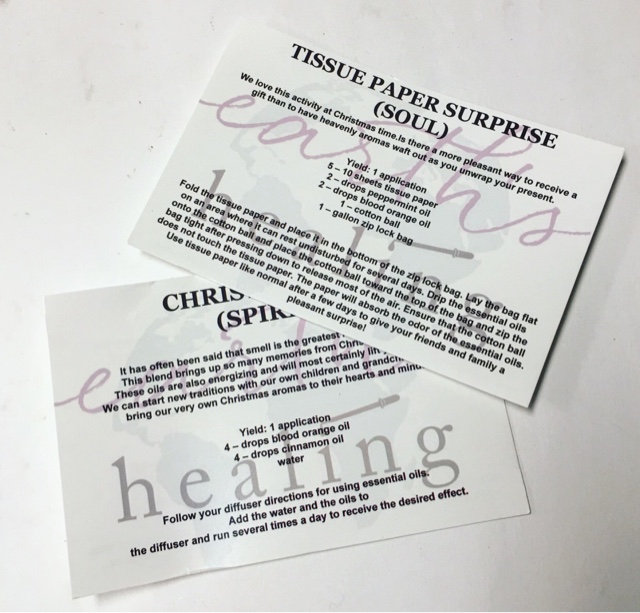 TISSUE PAPER SURPRISE
(SOUL)
We love this activity at Christmas time.Is there a more pleasant way to receive a
gift than to have heavenly aromas waft out as you unwrap your present.
Yield: 1 application
5 – 10 sheets tissue paper
2 – drops peppermint oil
2 – drops blood orange oil
1 – cotton ball
1 – gallon zip lock bag
Fold the tissue paper and place it in the bottom of the zip lock bag. Lay the bag flat
on an area where it can rest undisturbed for several days. Drip the essential oils
onto the cotton ball and place the cotton ball toward the top of the bag and zip the
bag tight after pressing down to release most of the air. Ensure that the cotton ball
does not touch the tissue paper. The paper will absorb the odor of the essential oils.
Use tissue paper like normal after a few days to give your friends and family a
pleasant surprise!
earth's
healing
CHRIS
(SPIR
It has often been said that smell is the greatest
This blend brings up so many memories from
These oils are also energizing and will most certainly
We can start new traditions with our own children and
bring our very own Christmas aromas to their hearts and
Yield: 1 application
4 – drops blood orange oil
4 – drops cinnamon oil
water
Follow your diffuser directions for using essential oils.
Add the water and the oils to
the diffuser and run several times a day to receive the desired effect.
healing